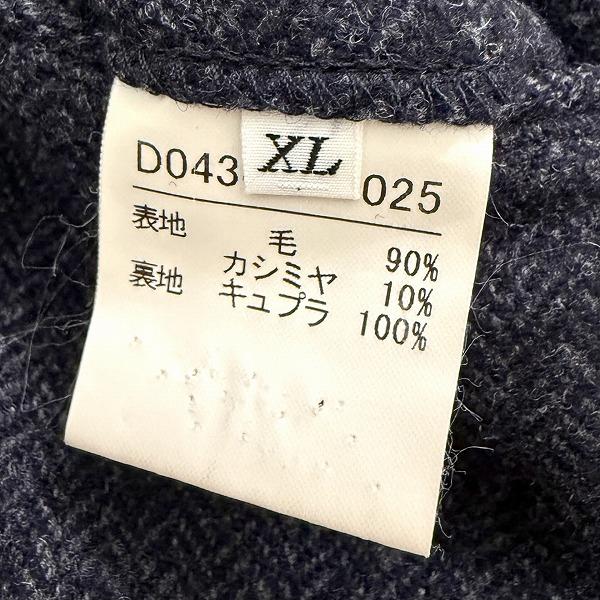 XL
D043 025
表地 毛 90%
カシミヤ 10%
裏地 キュプラ 100%